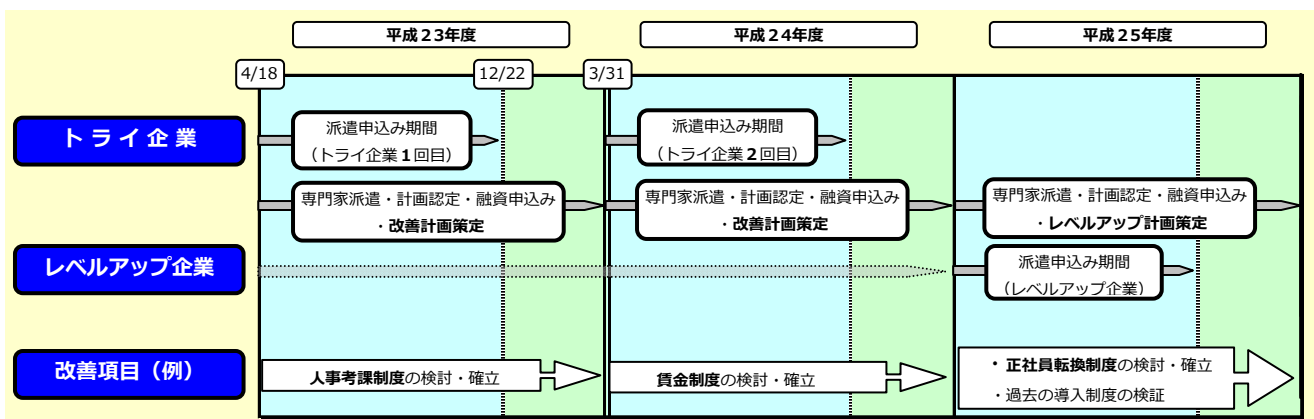 平成23年度
平成24年度
平成25年度
4/18
12/22
3/31
トライ企業
派遣申込み期間
（トライ企業1回目）
派遣申込み期間
（トライ企業2回目）
専門家派遣・計画認定・融資申込み
・改善計画策定
専門家派遣・計画認定・融資申込み
・改善計画策定
専門家派遣・計画認定・融資申込み
・レベルアップ計画策定
レベルアップ企業
派遣申込み期間
（レベルアップ企業）
改善項目（例）
人事考課制度の検討・確立
賃金制度の検討・確立
・正社員転換制度の検討・確立
・過去の導入制度の検証